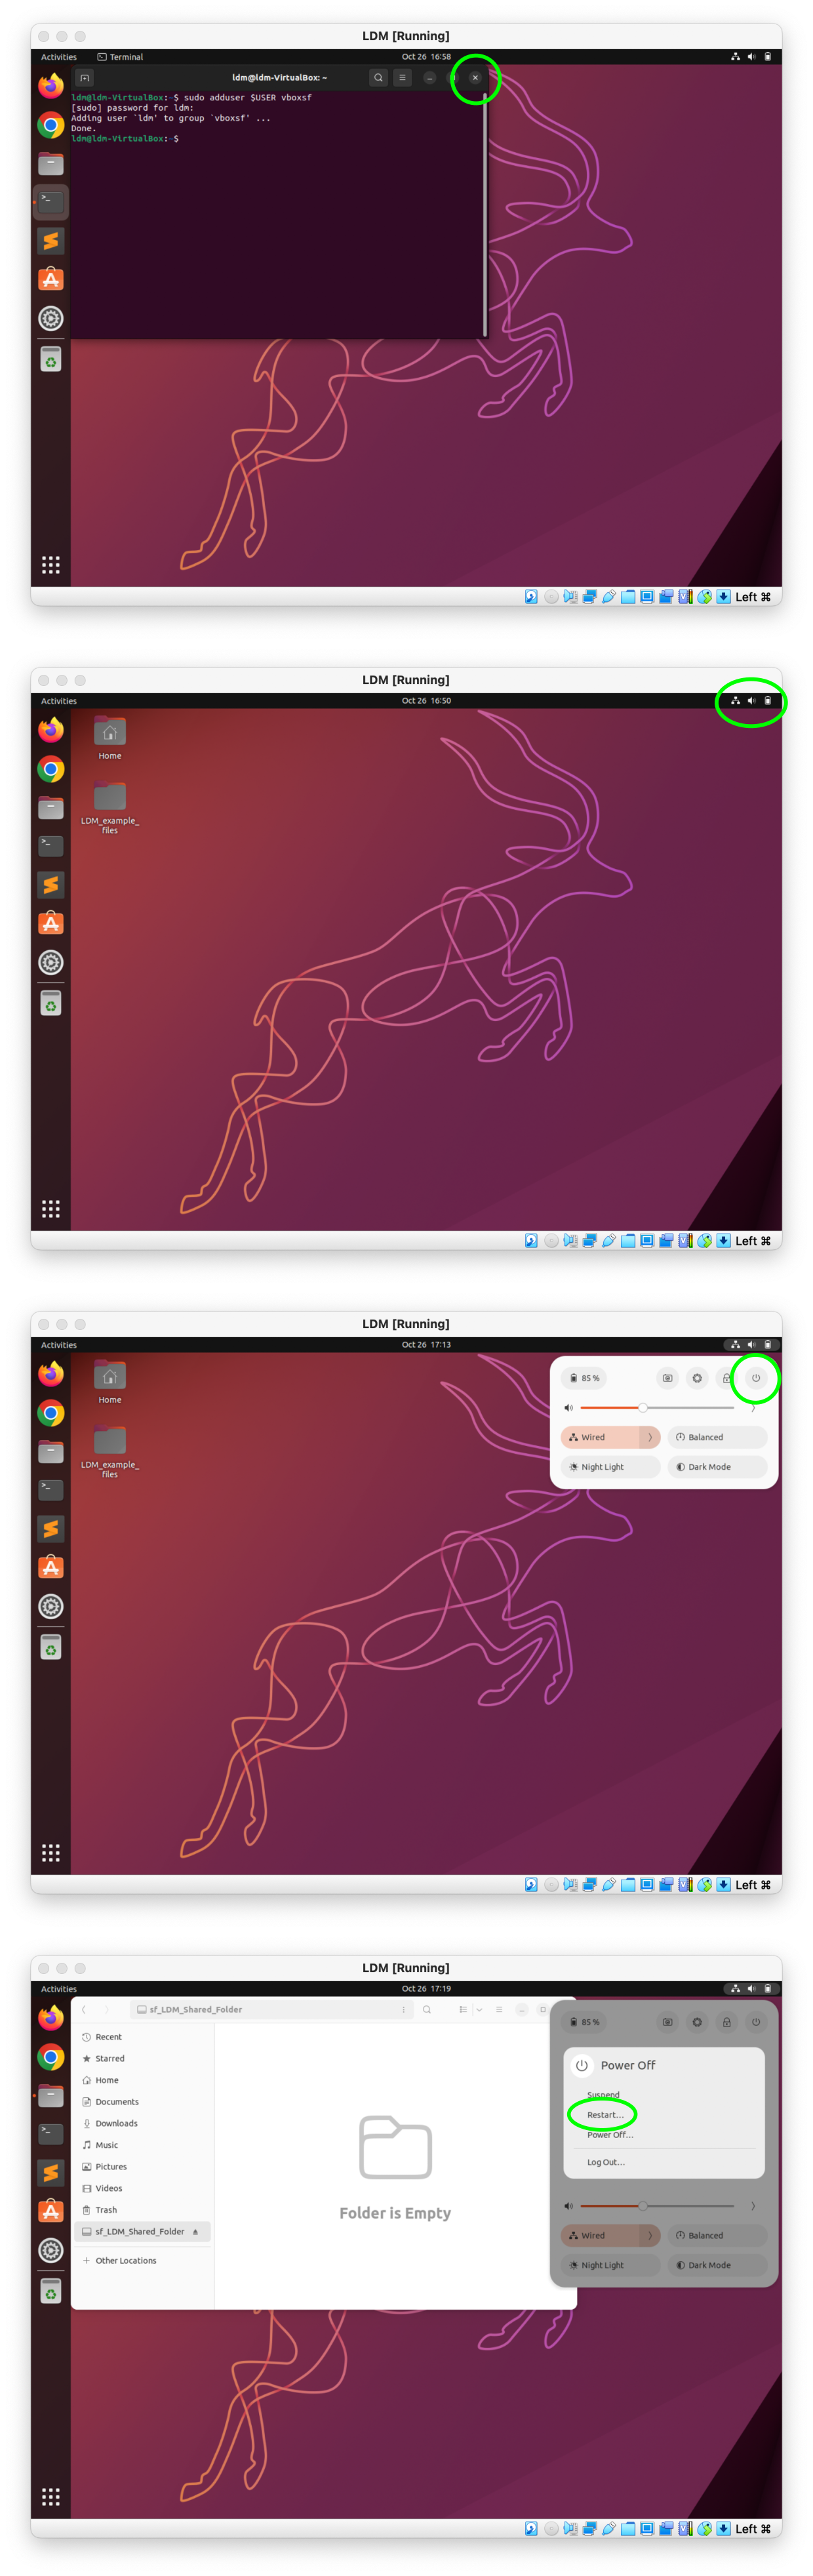 LDM [Running]
Activities Terminal Oct 26 16:58
ldm@ldm-VirtualBox: ~
ldm@ldm-VirtualBox:~$ sudo adduser $USER vboxsf
[sudo] password for ldm:
Adding user `ldm' to group `vboxsf' ...
Done.
ldm@ldm-VirtualBox:~$
Left ⌘
LDM [Running]
Activities Oct 26 16:50
Home
LDM_example_
files
Left ⌘
LDM [Running]
Activities Oct 26 17:13
Home
LDM_example_
files
85 %
Wired Balanced
Night Light Dark Mode
Left ⌘
LDM [Running]
Activities Oct 26 17:19
sf_LDM_Shared_Folder
Recent
Starred
Home
Documents
Downloads
Music
Pictures
Videos
Trash
sf_LDM_Shared_Folder
Other Locations
Folder is Empty
85 %
Power Off
Suspend
Restart...
Power Off...
Log Out...
Wired Balanced
Night Light Dark Mode
Left ⌘